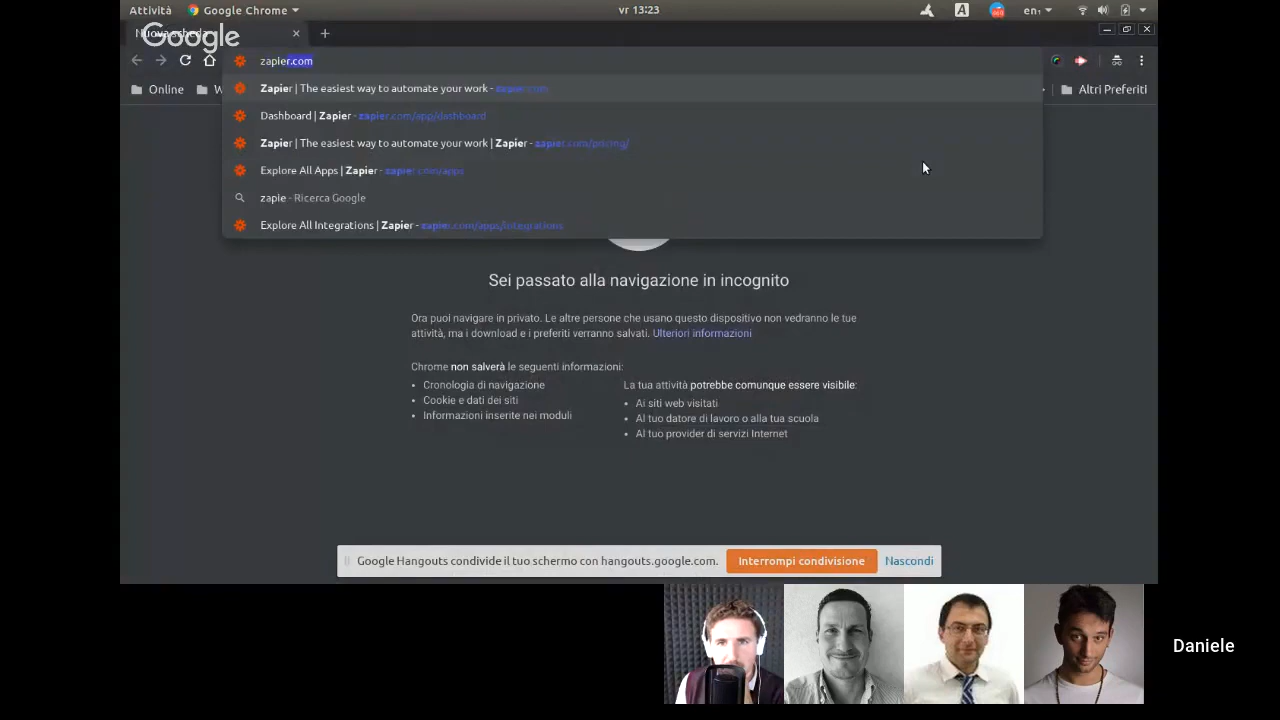 Attività
Google Chrome
vr 13:23
A
en₁
Google
zapier.com
Zapier | The easiest way to automate your work - zapier.com
Dashboard | Zapier - zapier.com/app/dashboard
Zapier | The easiest way to automate your work | Zapier - zapier.com/pricing/
Explore All Apps | Zapier - zapier.com/apps
zapie - Ricerca Google
Explore All Integrations | Zapier - zapier.com/apps/integrations
Online
Altri Preferiti
Sei passato alla navigazione in incognito
Ora puoi navigare in privato. Le altre persone che usano questo dispositivo non vedranno le tue
attività, ma i download e i preferiti verranno salvati. Ulteriori informazioni
Chrome non salverà le seguenti informazioni:
• Cronologia di navigazione
• Cookie e dati dei siti
• Informazioni inserite nei moduli
La tua attività potrebbe comunque essere visibile:
• Ai siti web visitati
• Al tuo datore di lavoro o alla tua scuola
• Al tuo provider di servizi Internet
Google Hangouts condivide il tuo schermo con hangouts.google.com.
Interrompi condivisione
Nascondi
Daniele